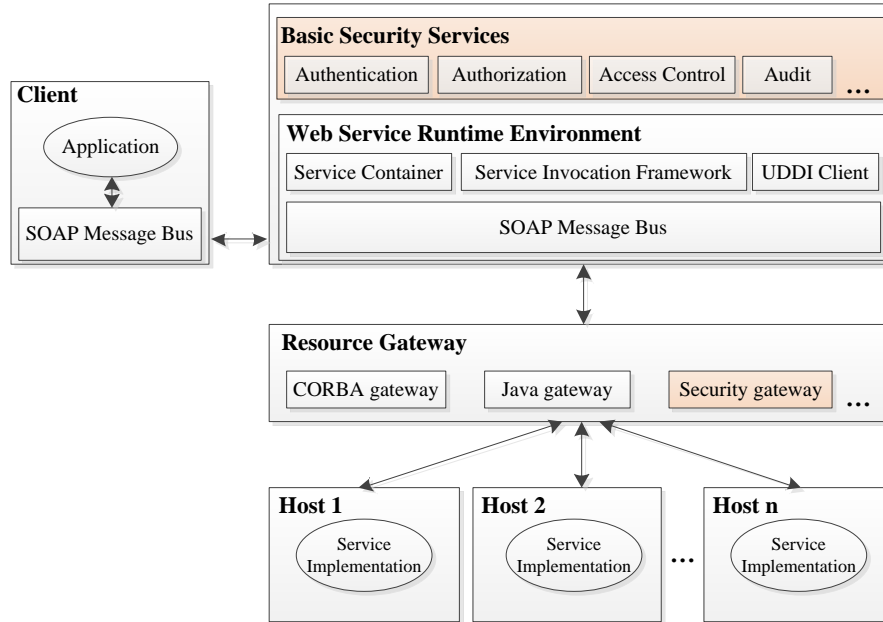 Basic Security Services
Authentication
Authorization
Access Control
Audit
...
Client
Application
SOAP Message Bus
Web Service Runtime Environment
Service Container
Service Invocation Framework
UDDI Client
SOAP Message Bus
Resource Gateway
CORBA gateway
Java gateway
Security gateway
...
Host 1
Service
Implementation
Host 2
Service
Implementation
...
Host n
Service
Implementation